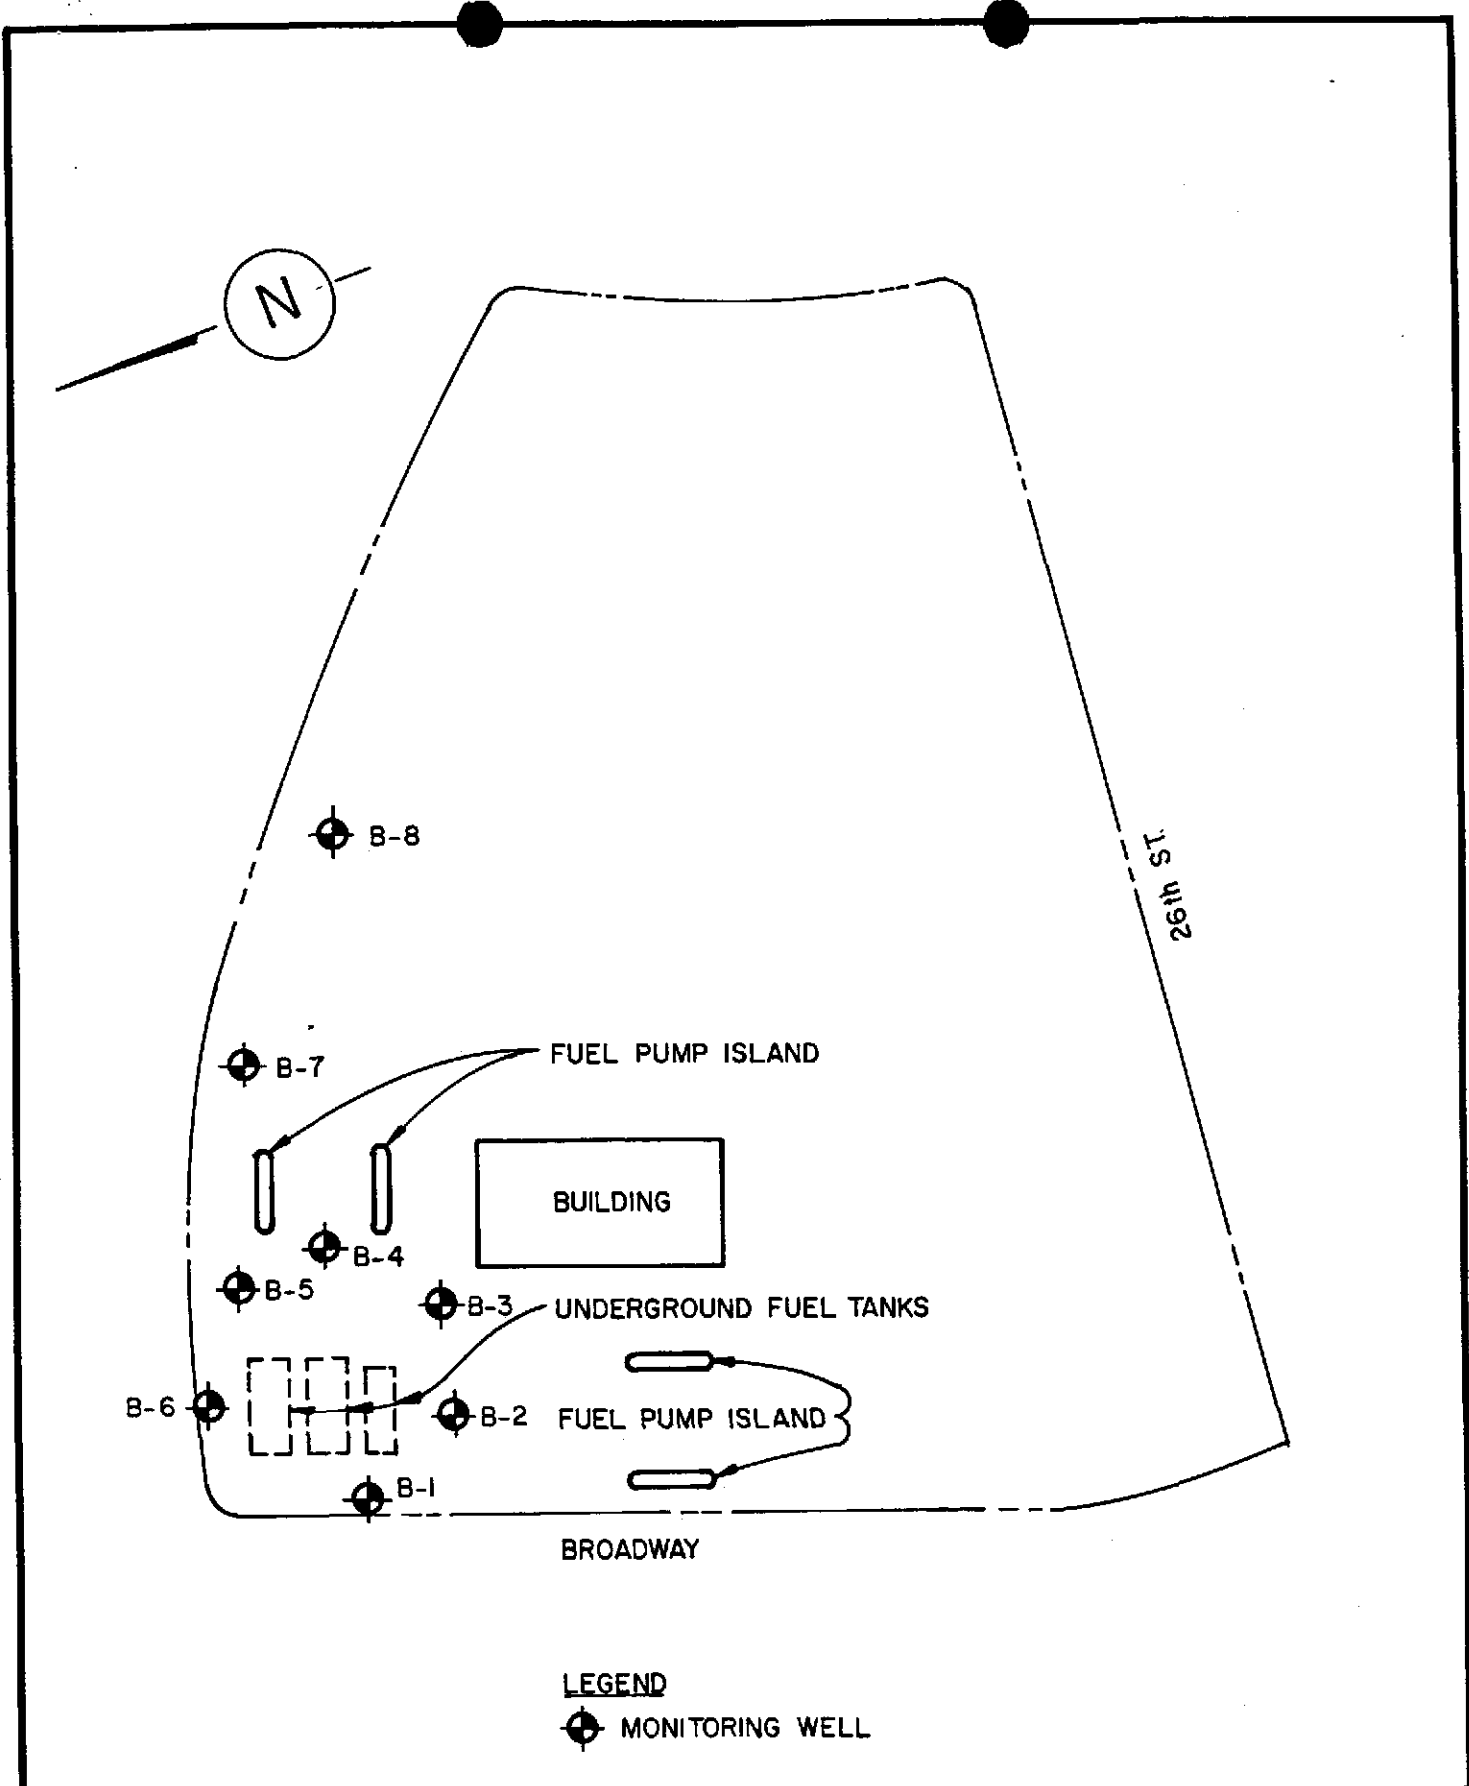 N
B-8
26th ST.
B-7
FUEL PUMP ISLAND
BUILDING
B-4
B-5
B-3
UNDERGROUND FUEL TANKS
B-6
B-2
FUEL PUMP ISLAND
B-1
BROADWAY
LEGEND
MONITORING WELL